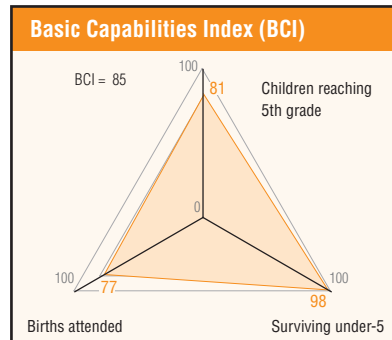 Basic Capabilities Index (BCI)
100
BCI = 85
81
Children reaching
5th grade
0
100
77
100
98
Births attended
Surviving under-5